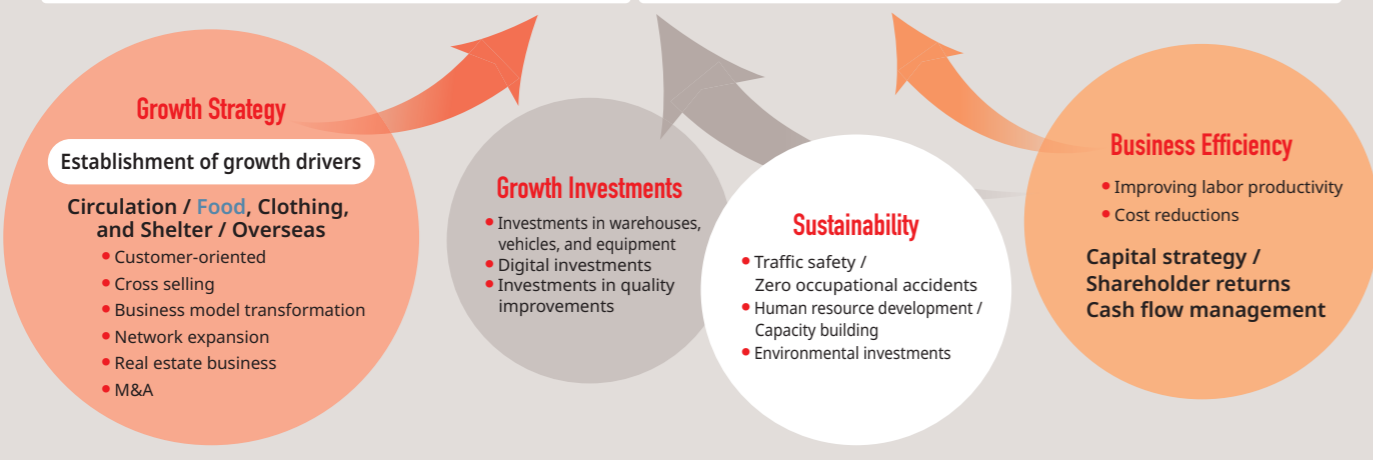 Growth Strategy
Establishment of growth drivers
Circulation / Food, Clothing,
and Shelter / Overseas
• Customer-oriented
• Cross selling
• Business model transformation
• Network expansion
• Real estate business
• M&A
Growth Investments
• Investments in warehouses,
vehicles, and equipment
• Digital investments
• Investments in quality
improvements
Sustainability
• Traffic safety /
Zero occupational accidents
• Human resource development /
Capacity building
• Environmental investments
Business Efficiency
• Improving labor productivity
• Cost reductions
Capital strategy /
Shareholder returns
Cash flow management